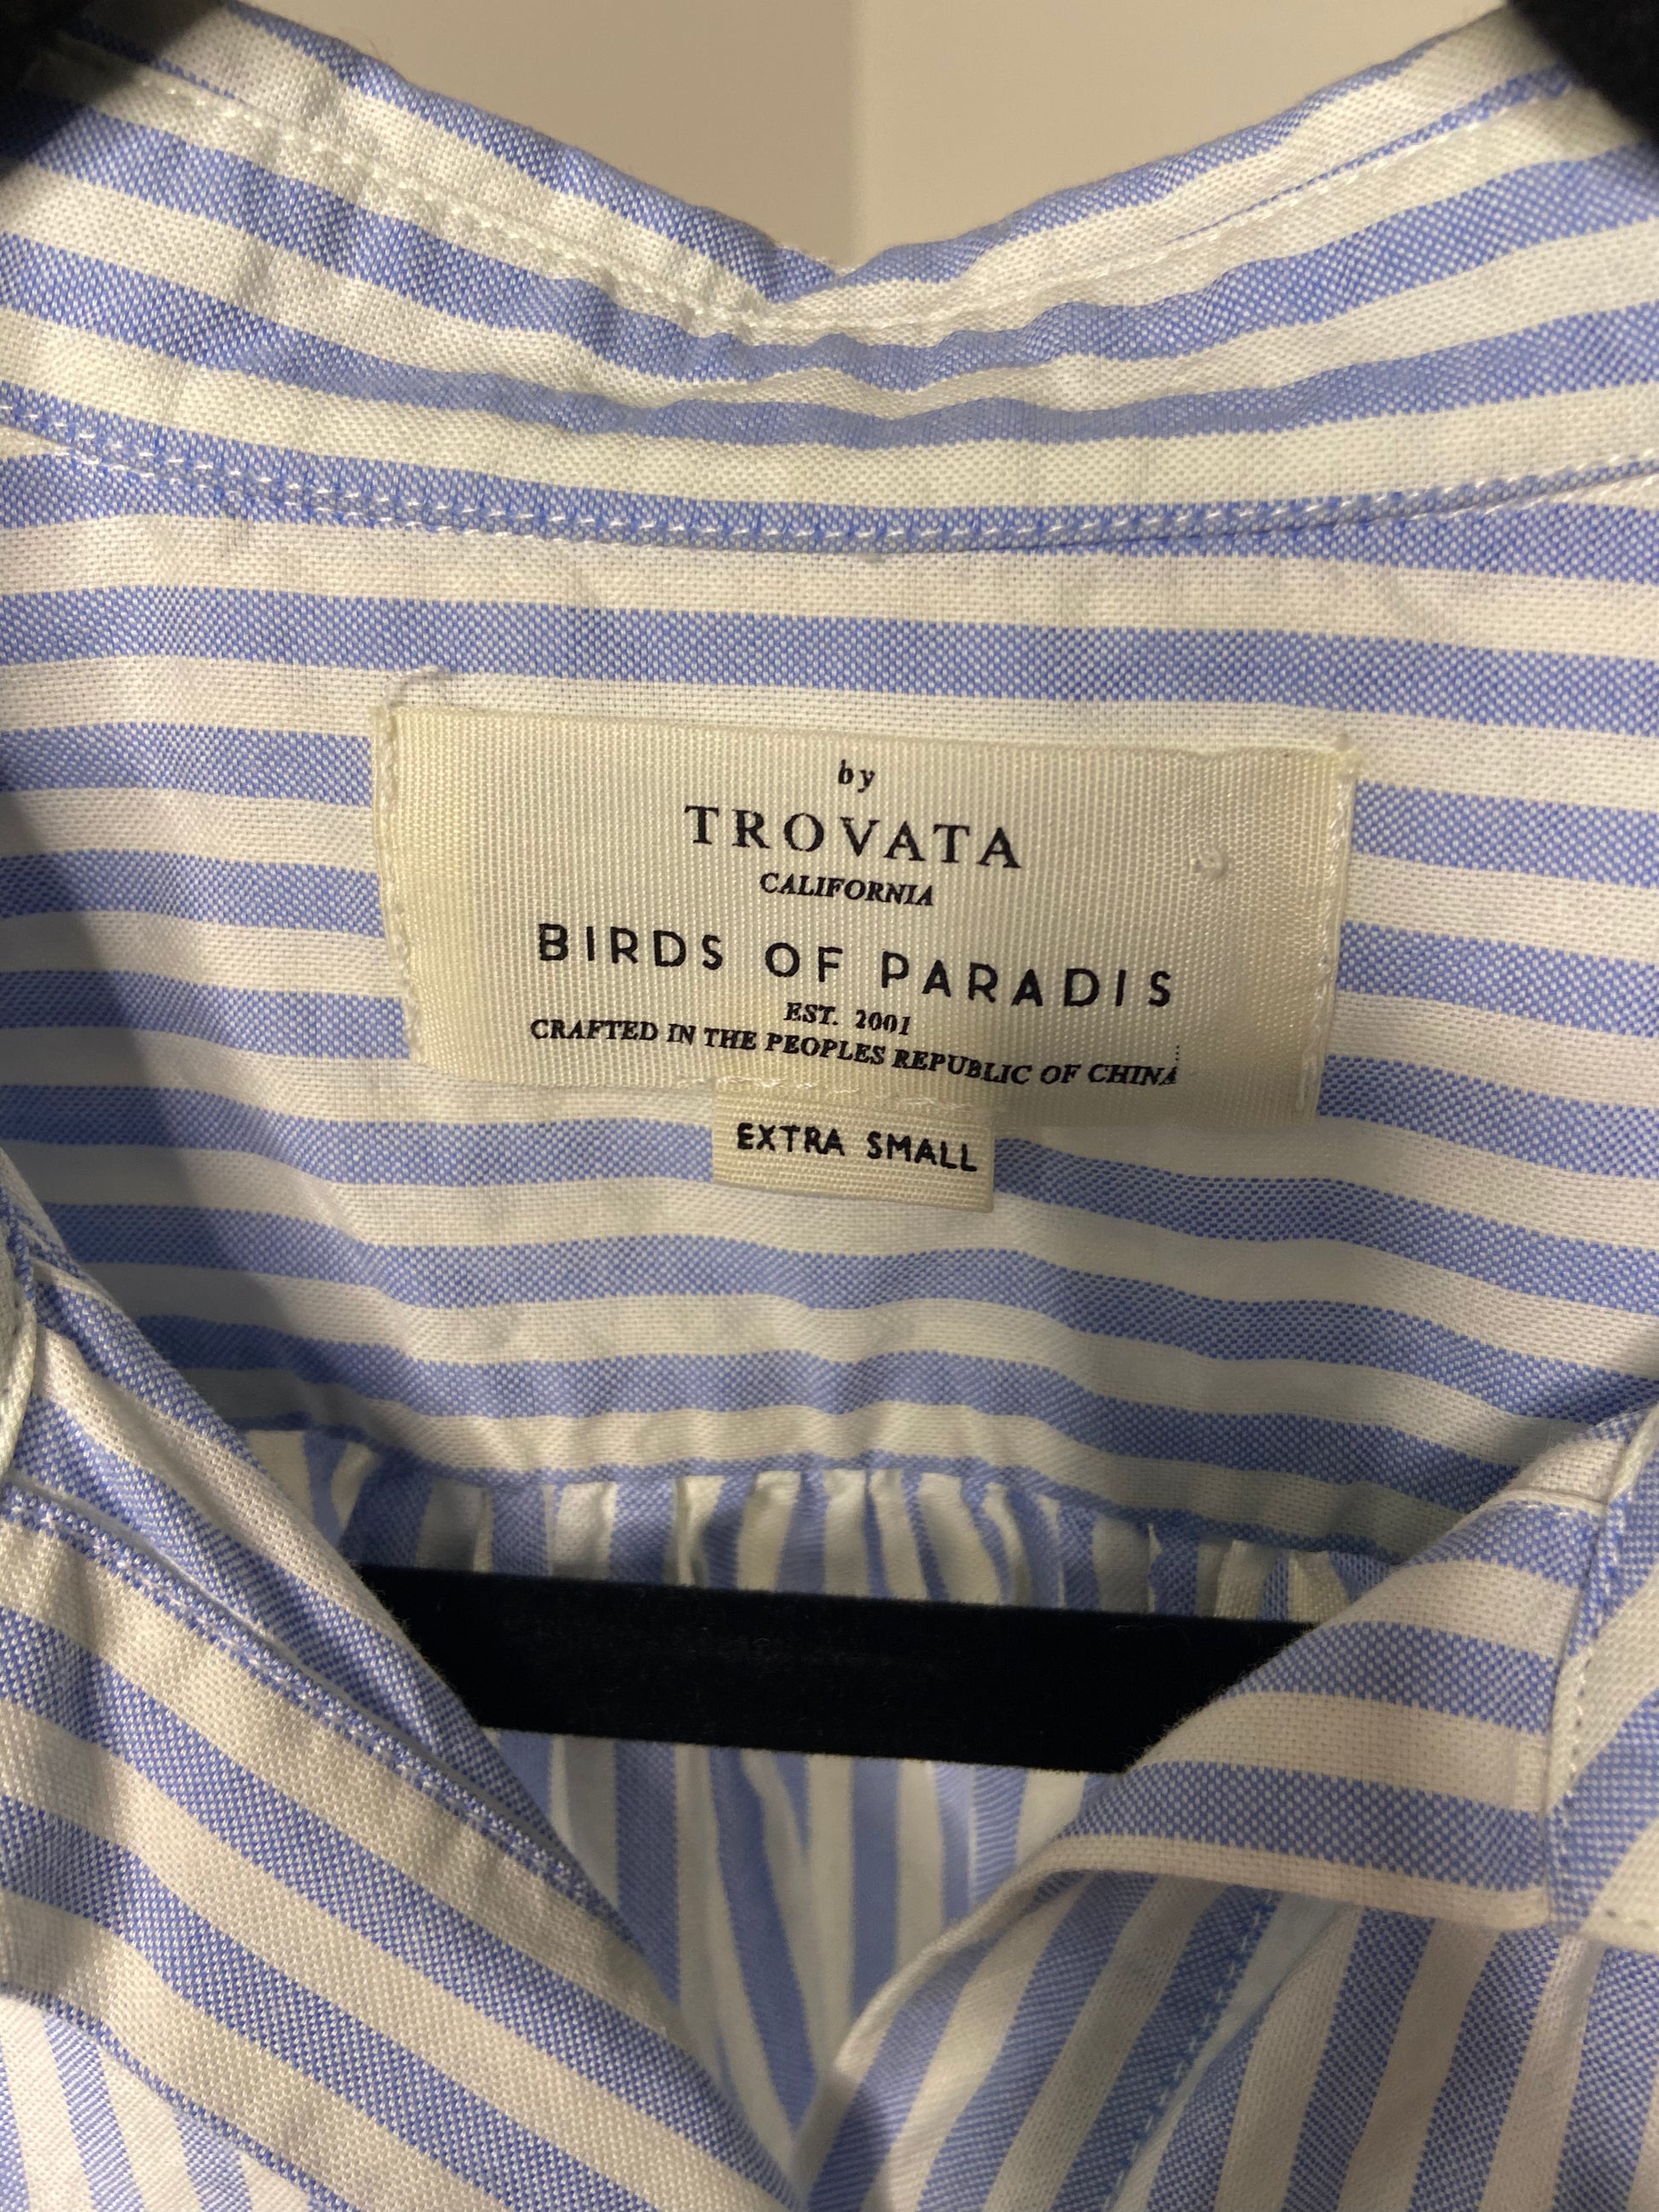 by
TROVATA
CALIFORNIA
BIRDS OF PARADIS
EST. 2001
CRAFTED IN THE PEOPLES REPUBLIC OF CHINA
EXTRA SMALL